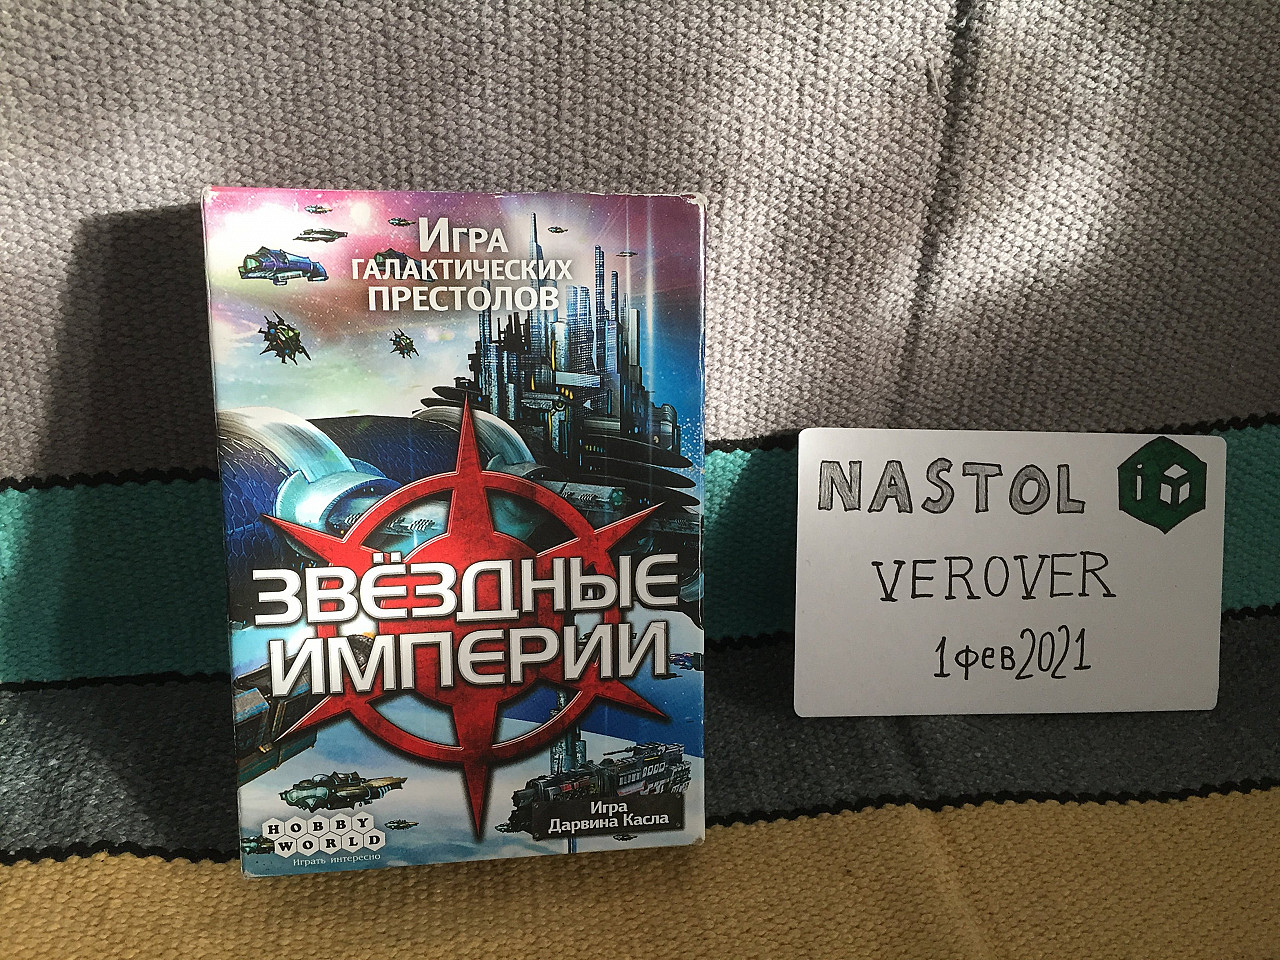 Игра
галактических
престолов
ЗВЁЗДНЫЕ
ИМПЕРИИ
Игра
Дарвина Касла
HOBBY
WORLD
Играть интересно
NASTOL
i
VEROVER
1фев2021